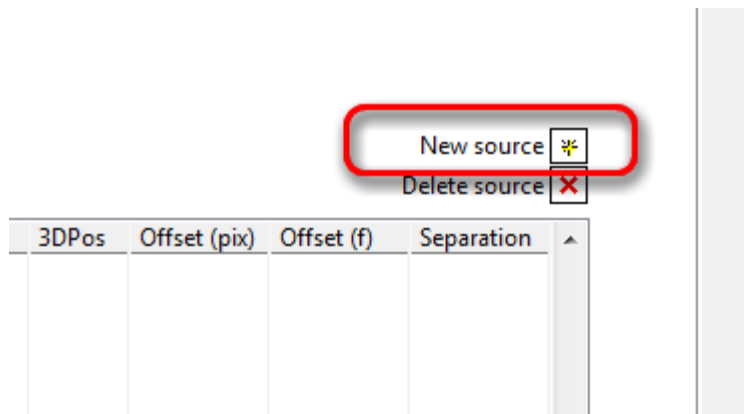 New source
Delete source
3DPos Offset (pix) Offset (f) Separation